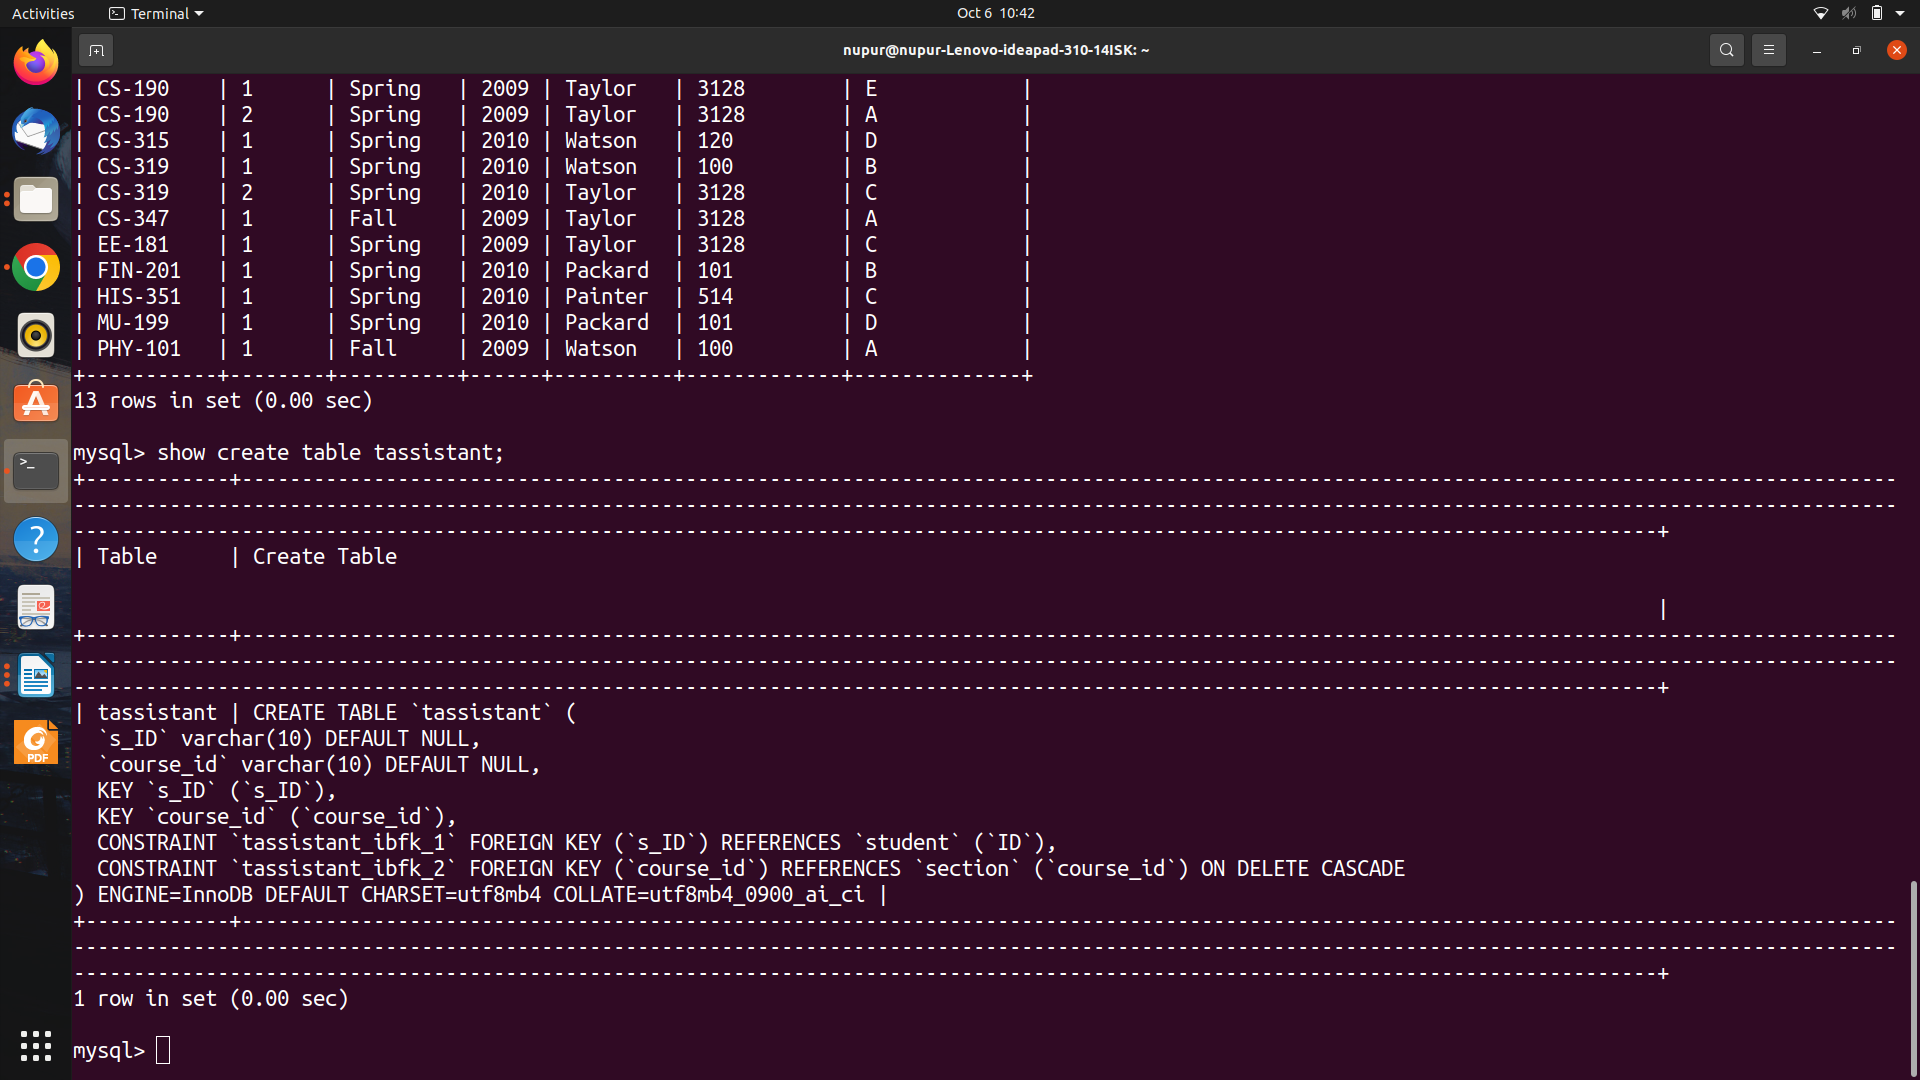 Activities Terminal Oct 6 10:42
nupur@nupur-Lenovo-ideapad-310-14ISK: ~
| CS-190 | 1 | Spring | 2009 | Taylor | 3128 | E |
| CS-190 | 2 | Spring | 2009 | Taylor | 3128 | A |
| CS-315 | 1 | Spring | 2010 | Watson | 120 | D |
| CS-319 | 1 | Spring | 2010 | Watson | 100 | B |
| CS-319 | 2 | Spring | 2010 | Taylor | 3128 | C |
| CS-347 | 1 | Fall | 2009 | Taylor | 3128 | A |
| EE-181 | 1 | Spring | 2009 | Taylor | 3128 | C |
| FIN-201 | 1 | Spring | 2010 | Packard | 101 | B |
| HIS-351 | 1 | Spring | 2010 | Painter | 514 | C |
| MU-199 | 1 | Spring | 2010 | Packard | 101 | D |
| PHY-101 | 1 | Fall | 2009 | Watson | 100 | A |
13 rows in set (0.00 sec)
mysql> show create table tassistant;
| Table | Create Table
|
| tassistant | CREATE TABLE `tassistant` (
`s_ID` varchar(10) DEFAULT NULL,
`course_id` varchar(10) DEFAULT NULL,
KEY `s_ID` (`s_ID`),
KEY `course_id` (`course_id`),
CONSTRAINT `tassistant_ibfk_1` FOREIGN KEY (`s_ID`) REFERENCES `student` (`ID`),
CONSTRAINT `tassistant_ibfk_2` FOREIGN KEY (`course_id`) REFERENCES `section` (`course_id`) ON DELETE CASCADE
) ENGINE=InnoDB DEFAULT CHARSET=utf8mb4 COLLATE=utf8mb4_0900_ai_ci |
1 row in set (0.00 sec)
mysql>
PDF